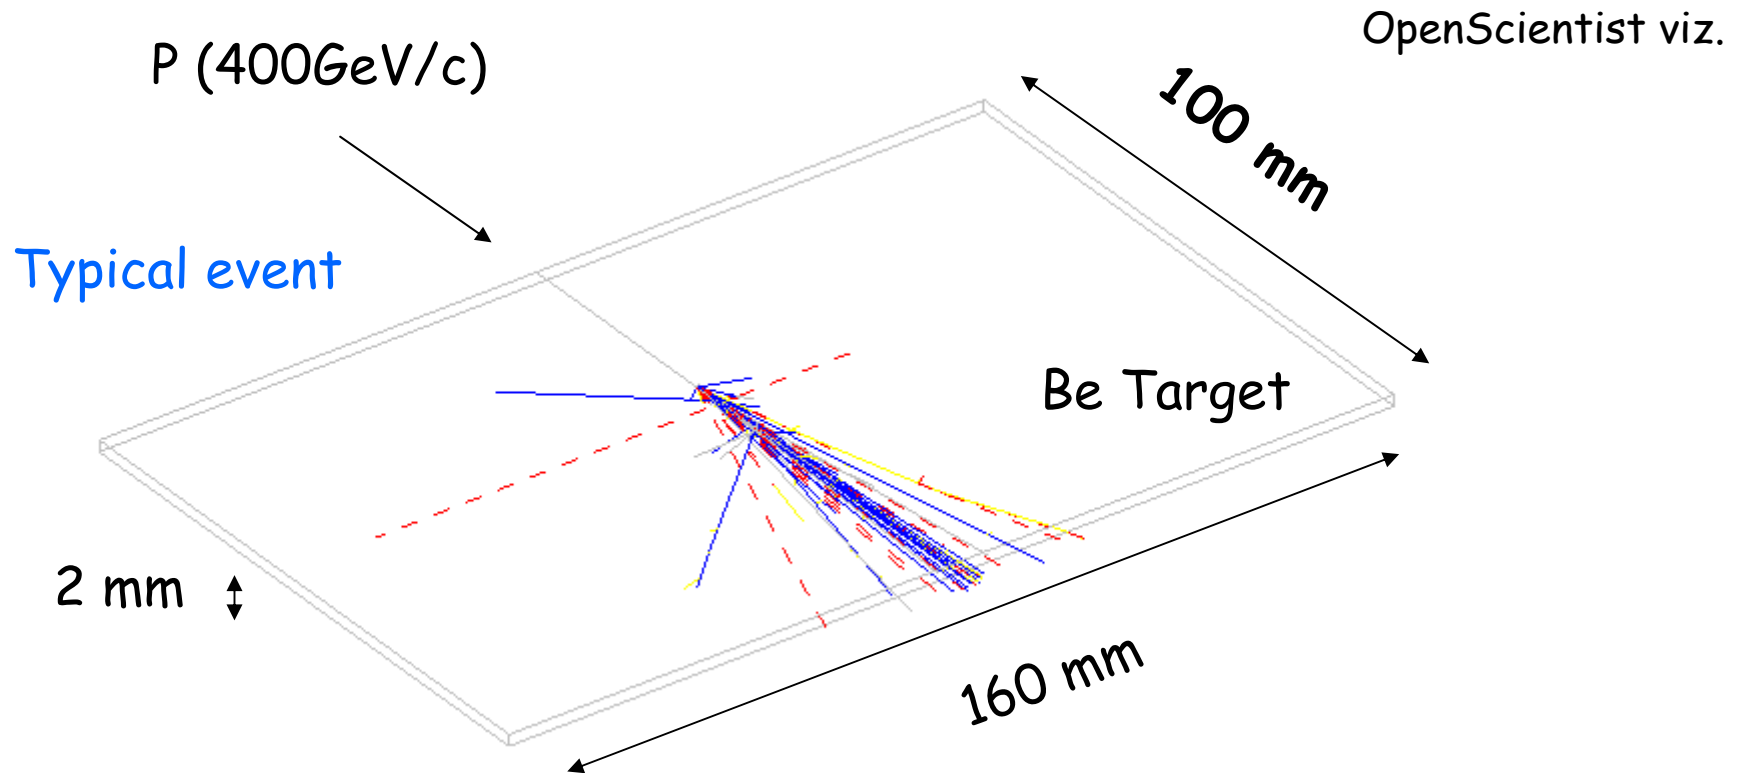 OpenScientist viz.
P (400GeV/c)
100 mm
Typical event
Be Target
2 mm
160 mm